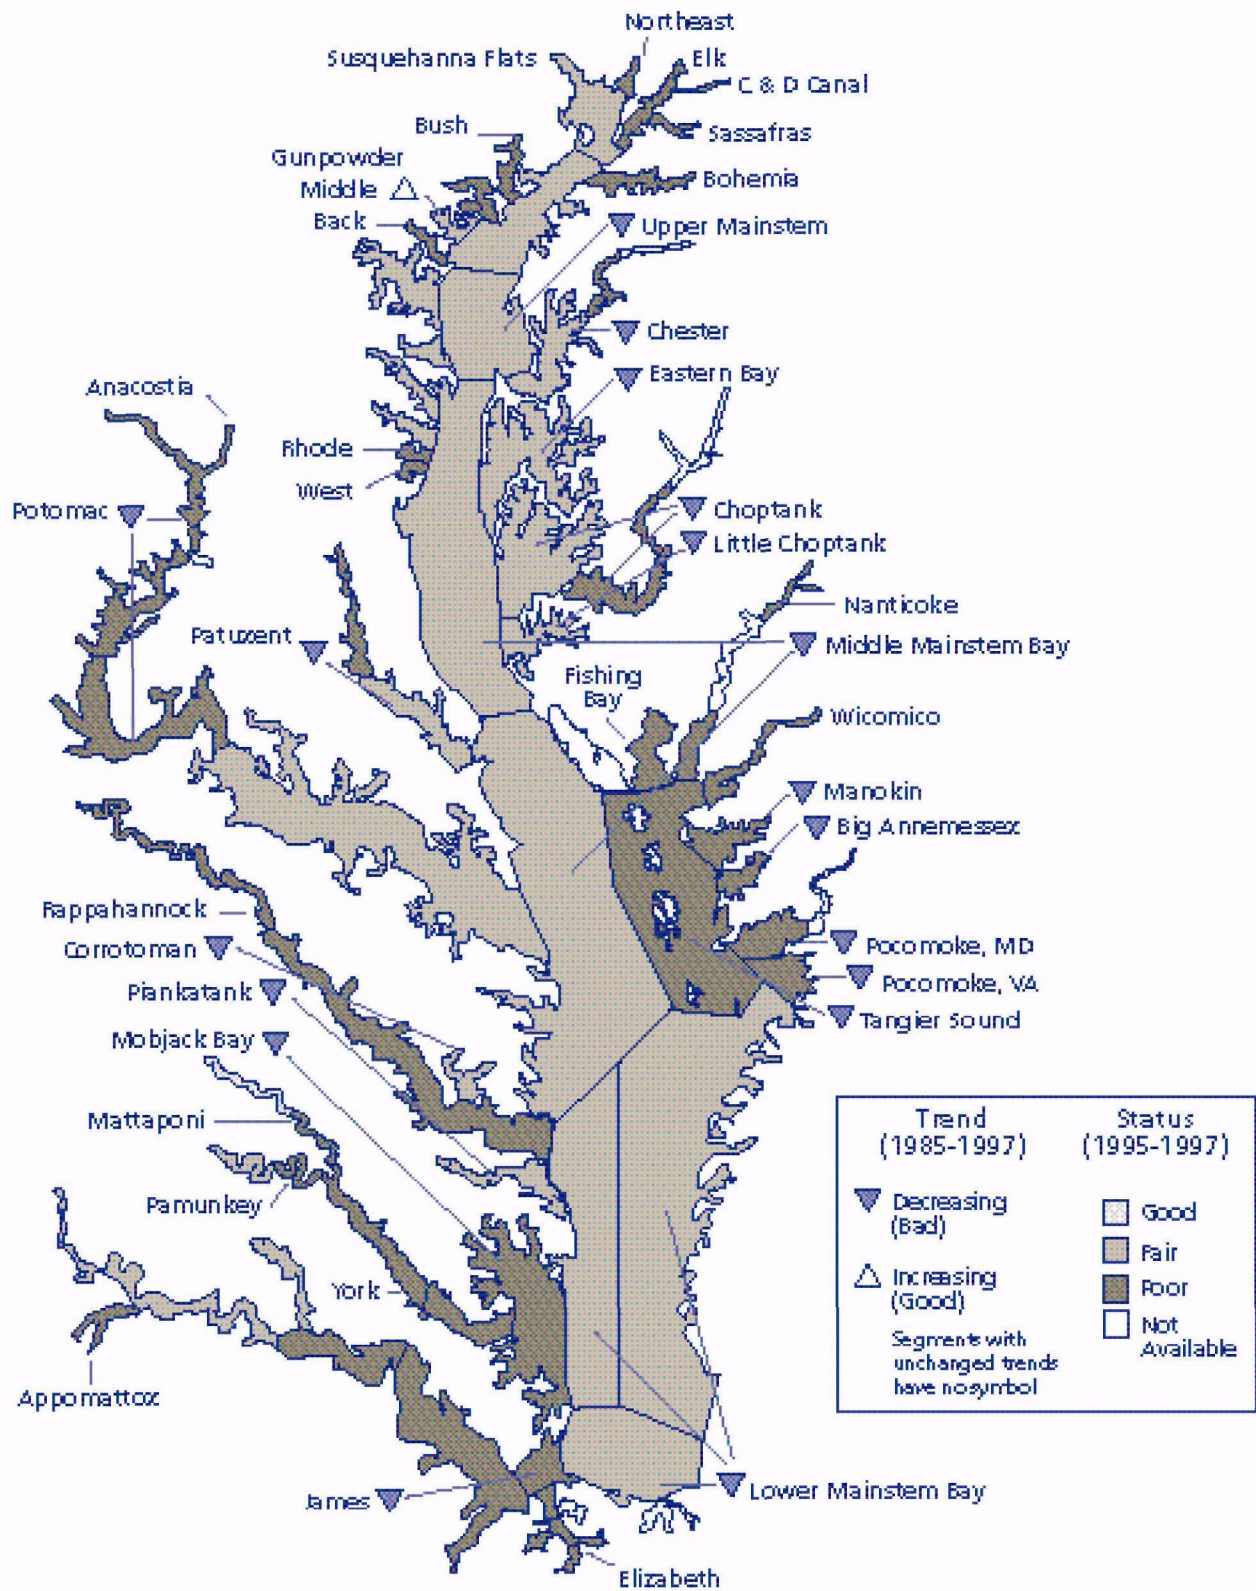 Northeast
Susquehanna Flats
Elk
C & D Canal
Bush
Sassafras
Gunpowder
Middle
Bohemia
Back
Upper Mainstem
Chester
Eastern Bay
Anacostia
Rhode
West
Potomac
Choptank
Little Choptank
Nanticoke
Patuxent
Middle Mainstem Bay
Fishing
Bay
Wicomico
Manokin
Big Annemessex
Rappahannock
Corrotoman
Pocomoke, MD
Piankatank
Pocomoke, VA
Tangier Sound
Mobjack Bay
Mattaponi
Pamunkey
York
Appomattox
James
Lower Mainstem Bay
Elizabeth
Trend
(1985-1997)
Decreasing
(Bad)
Increasing
(Good)
Segments with
unchanged trends
have no symbol
Status
(1995-1997)
Good
Fair
Poor
Not
Available